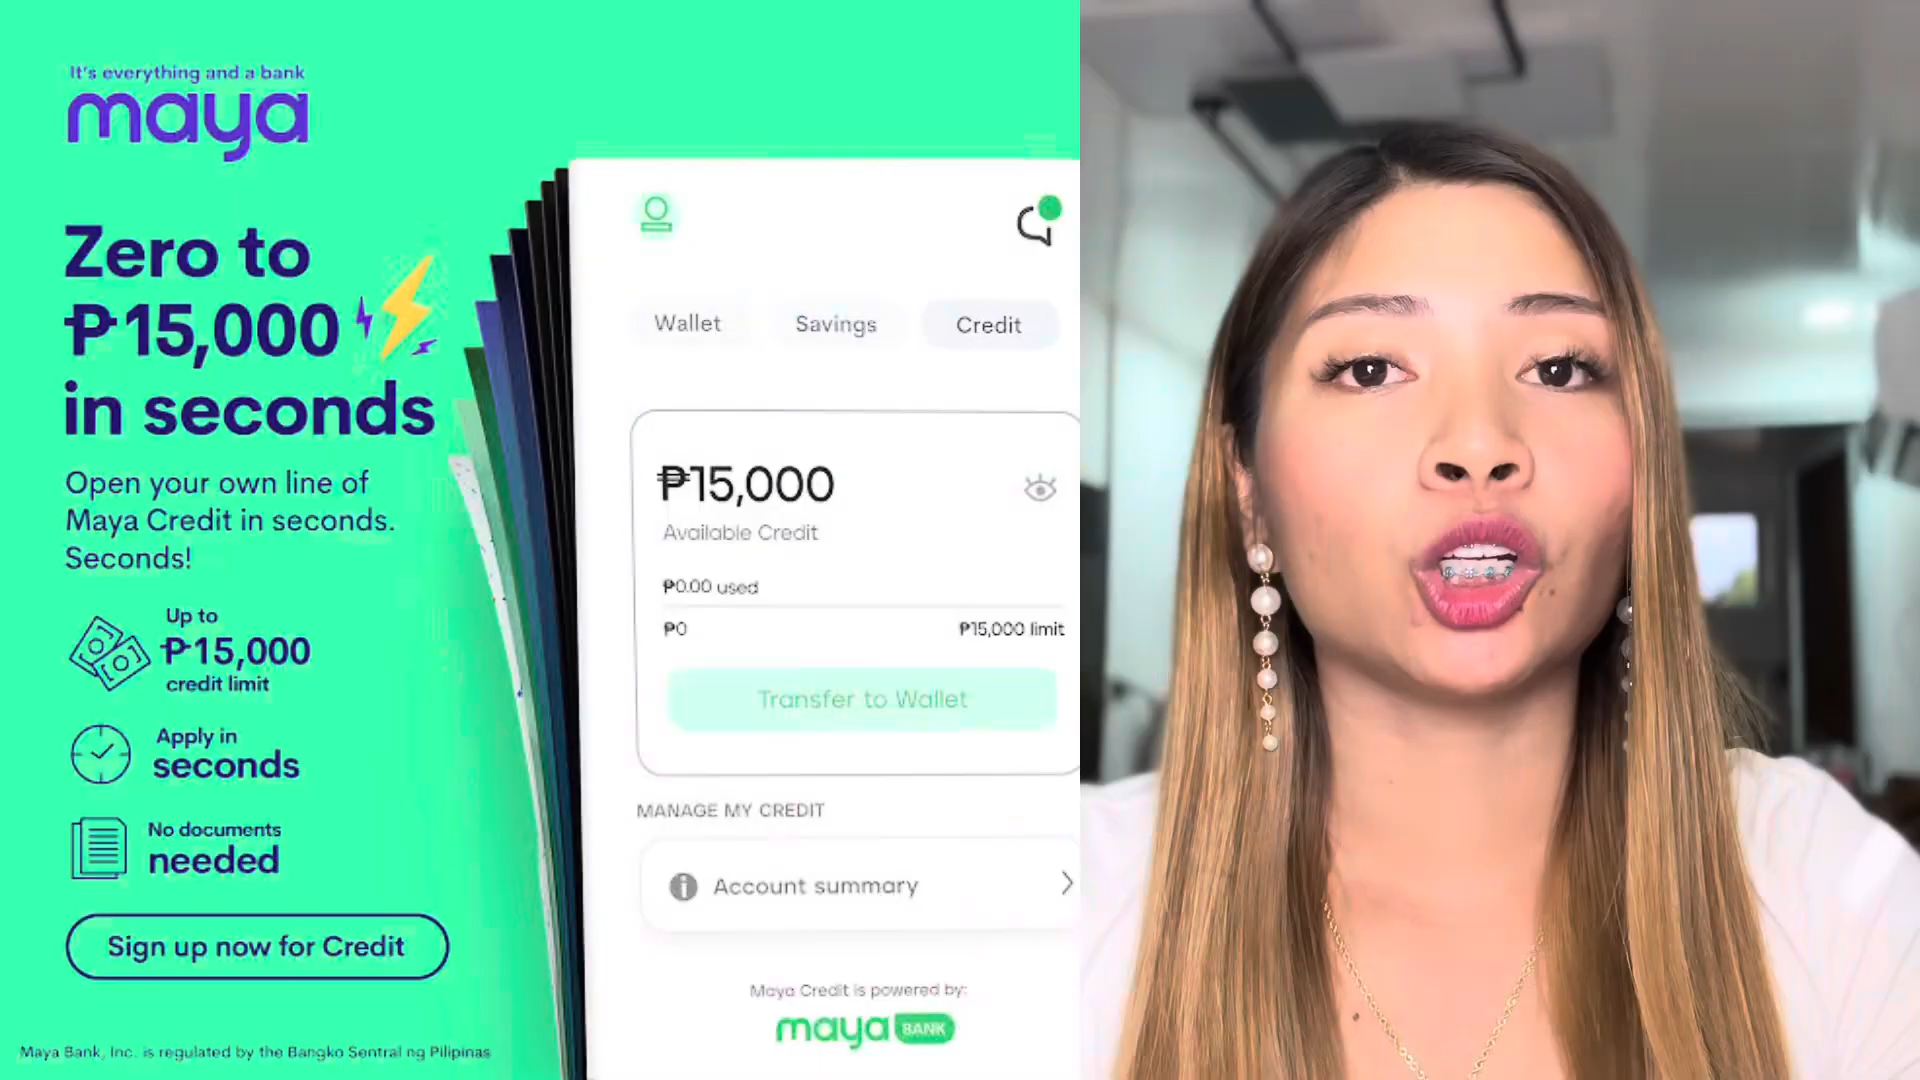 It's everything and a bank
maya
Zero to
₱15,000
in seconds
Open your own line of
Maya Credit in seconds.
Seconds!
Up to
₱15,000
credit limit
Apply in
seconds
No documents
needed
Sign up now for Credit
Maya Bank, Inc. is regulated by the Bangko Sentral ng Pilipinas
Wallet
Savings
Credit
₱15,000
Available Credit
₱0.00 used
₱0
₱15,000 limit
Transfer to Wallet
MANAGE MY CREDIT
Account summary
Maya Credit is powered by:
maya BANK